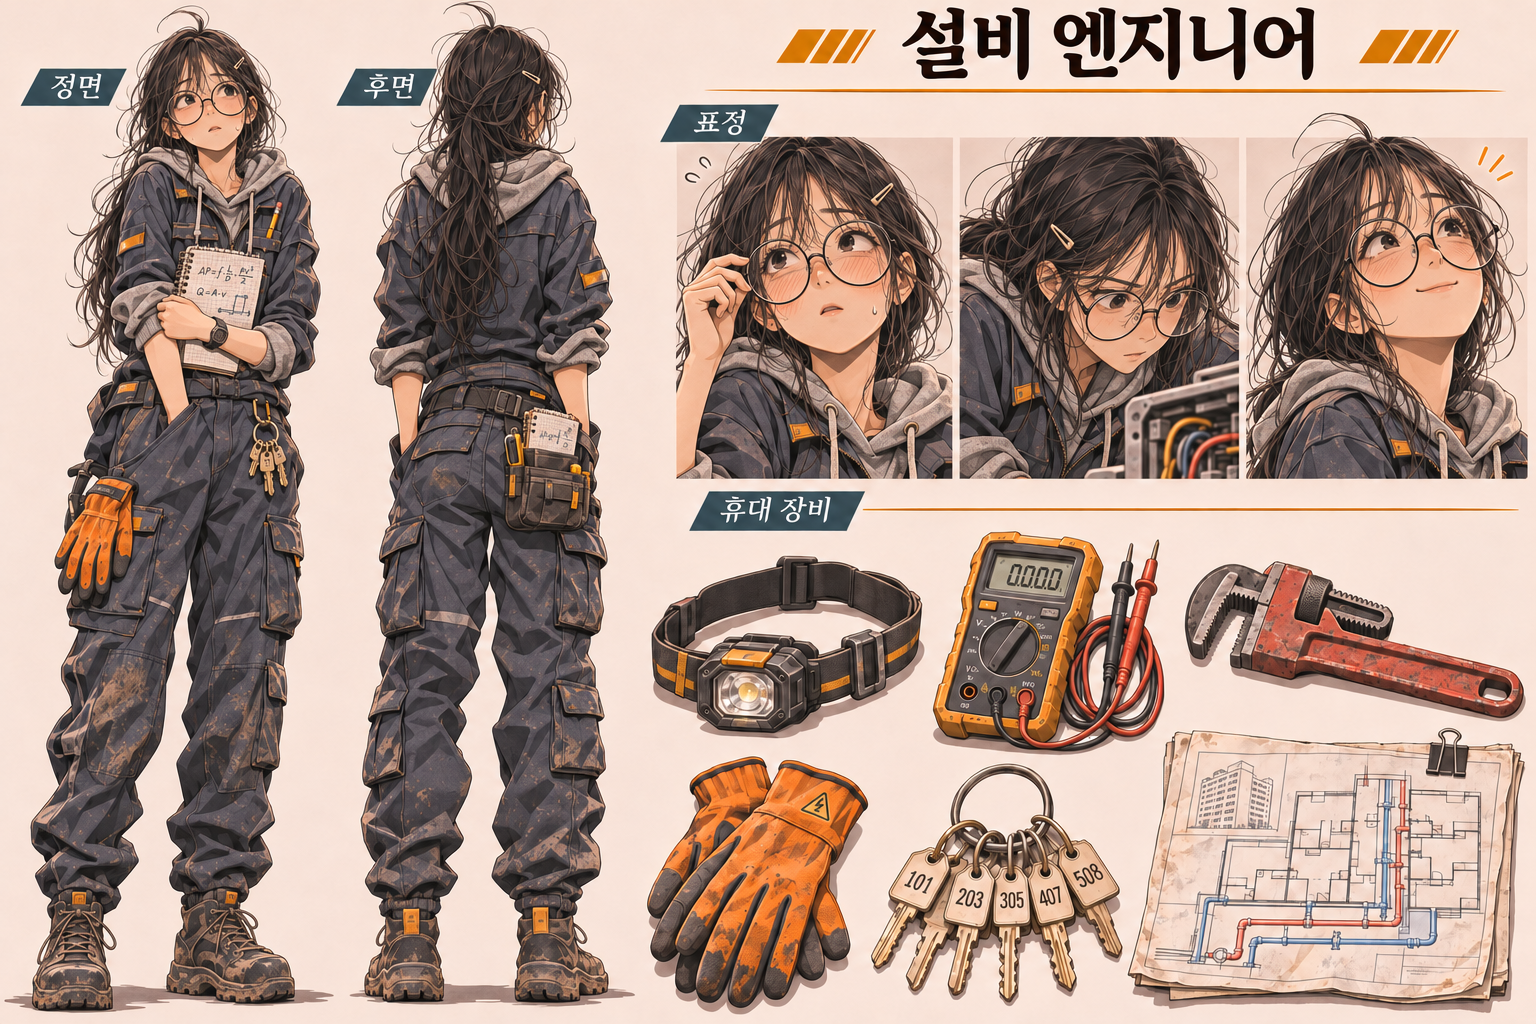 설비 엔지니어
정면
후면
표정
ΔP=f·L/D·ρV²/2
Q=A·v
휴대 장비
0.000
101
203
305
407
508